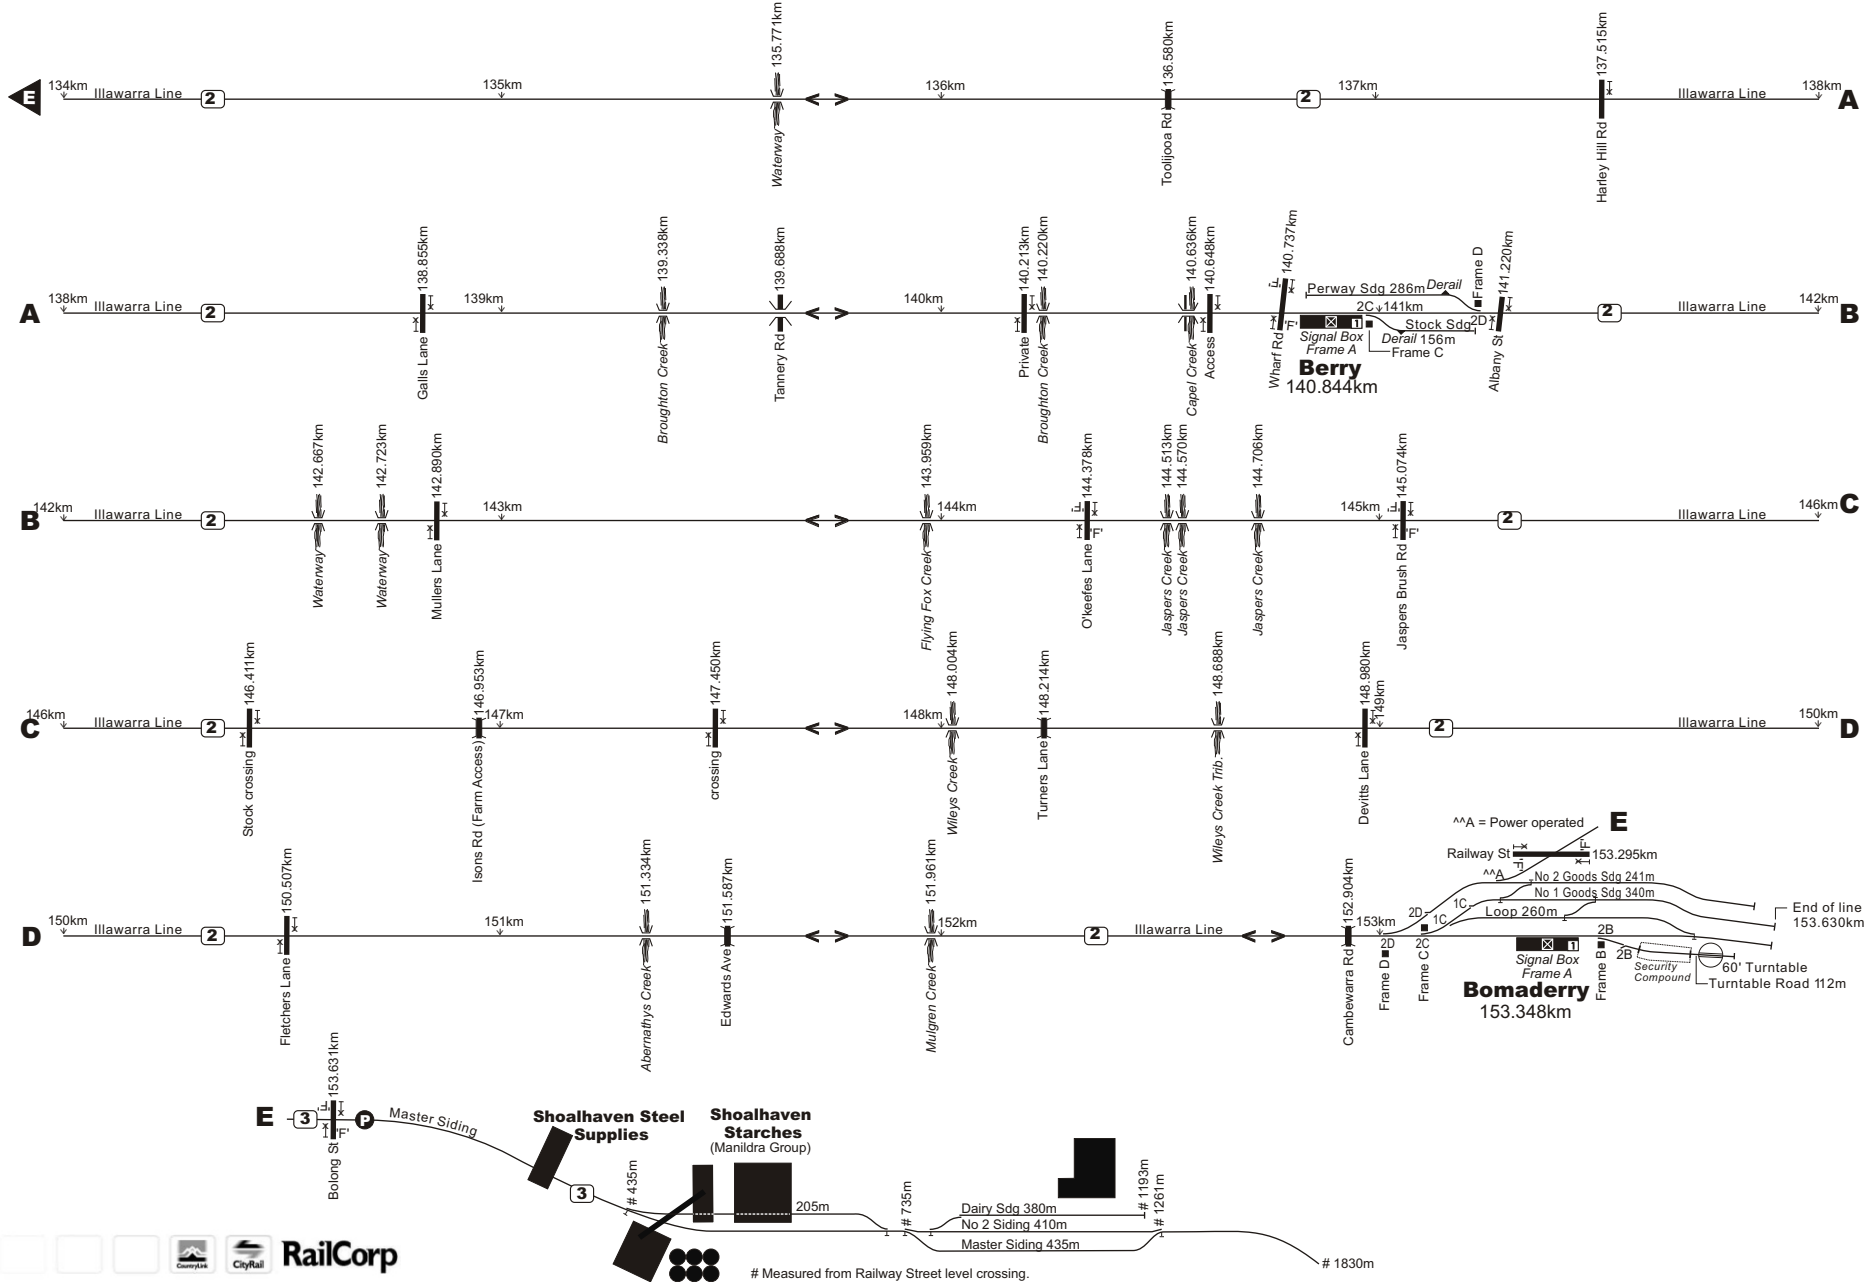 E
134km
Illawarra Line
2
135km
135.771km
Waterway
136km
136.580km
Toolijooa Rd
2
137km
137.515km
Harley Hill Rd
Illawarra Line
138km
A
A
138km
Illawarra Line
2
138.855km
Galls Lane
139km
139.338km
Broughton Creek
139.688km
Tannery Rd
140km
140.213km
Private
140.220km
Broughton Creek
140.636km
Capel Creek
140.648km
Access
140.737km
Wharf Rd
'F'
'F'
Perway Sdg 286m
Derail
Frame D
2C
141km
1
Stock Sdg
2D
Signal Box
Frame A
Derail 156m
Frame C
Berry
140.844km
141.220km
Albany St
2
Illawarra Line
142km
B
B
142km
Illawarra Line
2
142.667km
Waterway
142.723km
Waterway
142.890km
Mullers Lane
143km
143.959km
Flying Fox Creek
144km
144.378km
O'keefes Lane
'F'
'F'
144.513km
Jaspers Creek
144.570km
Jaspers Creek
144.706km
Jaspers Creek
145km
145.074km
Jaspers Brush Rd
'F'
'F'
2
Illawarra Line
146km
C
C
146km
Illawarra Line
2
146.411km
Stock crossing
146.953km
Isons Rd (Farm Access)
147km
147.450km
crossing
148km
148.004km
Wileys Creek
148.214km
Turners Lane
148.688km
Wileys Creek Trib.
148.980km
Devitts Lane
149km
2
Illawarra Line
150km
D
D
150km
Illawarra Line
2
150.507km
Fletchers Lane
151km
151.334km
Abernathys Creek
151.587km
Edwards Ave
151.961km
Mulgren Creek
152km
2
Illawarra Line
152.904km
Cambewarra Rd
153km
^^A = Power operated
E
Railway St
'F'
'F'
153.295km
^^A
No 2 Goods Sdg 241m
No 1 Goods Sdg 340m
Loop 260m
2D
1C
1C
2D
2C
Frame D
Frame C
1
Signal Box
Frame A
2B
2B
Frame B
Security
Compound
End of line
153.630km
60' Turntable
Turntable Road 112m
Bomaderry
153.348km
E
3
153.631km
Bolong St
'F'
'F'
P
Master Siding
Shoalhaven Steel
Supplies
3
Shoalhaven
Starches
(Manildra Group)
# 435m
205m
# 735m
Dairy Sdg 380m
No 2 Siding 410m
Master Siding 435m
# 1193m
# 1261m
# 1830m
CountryLink
CityRail
RailCorp
# Measured from Railway Street level crossing.